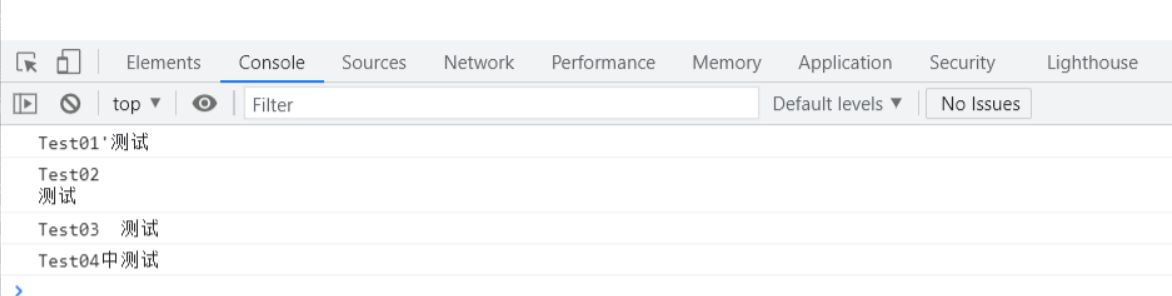 Elements Console Sources Network Performance Memory Application Security Lighthouse
top ▼ Filter Default levels ▼ No Issues
Test01'测试
Test02
测试
Test03  测试
Test04中测试